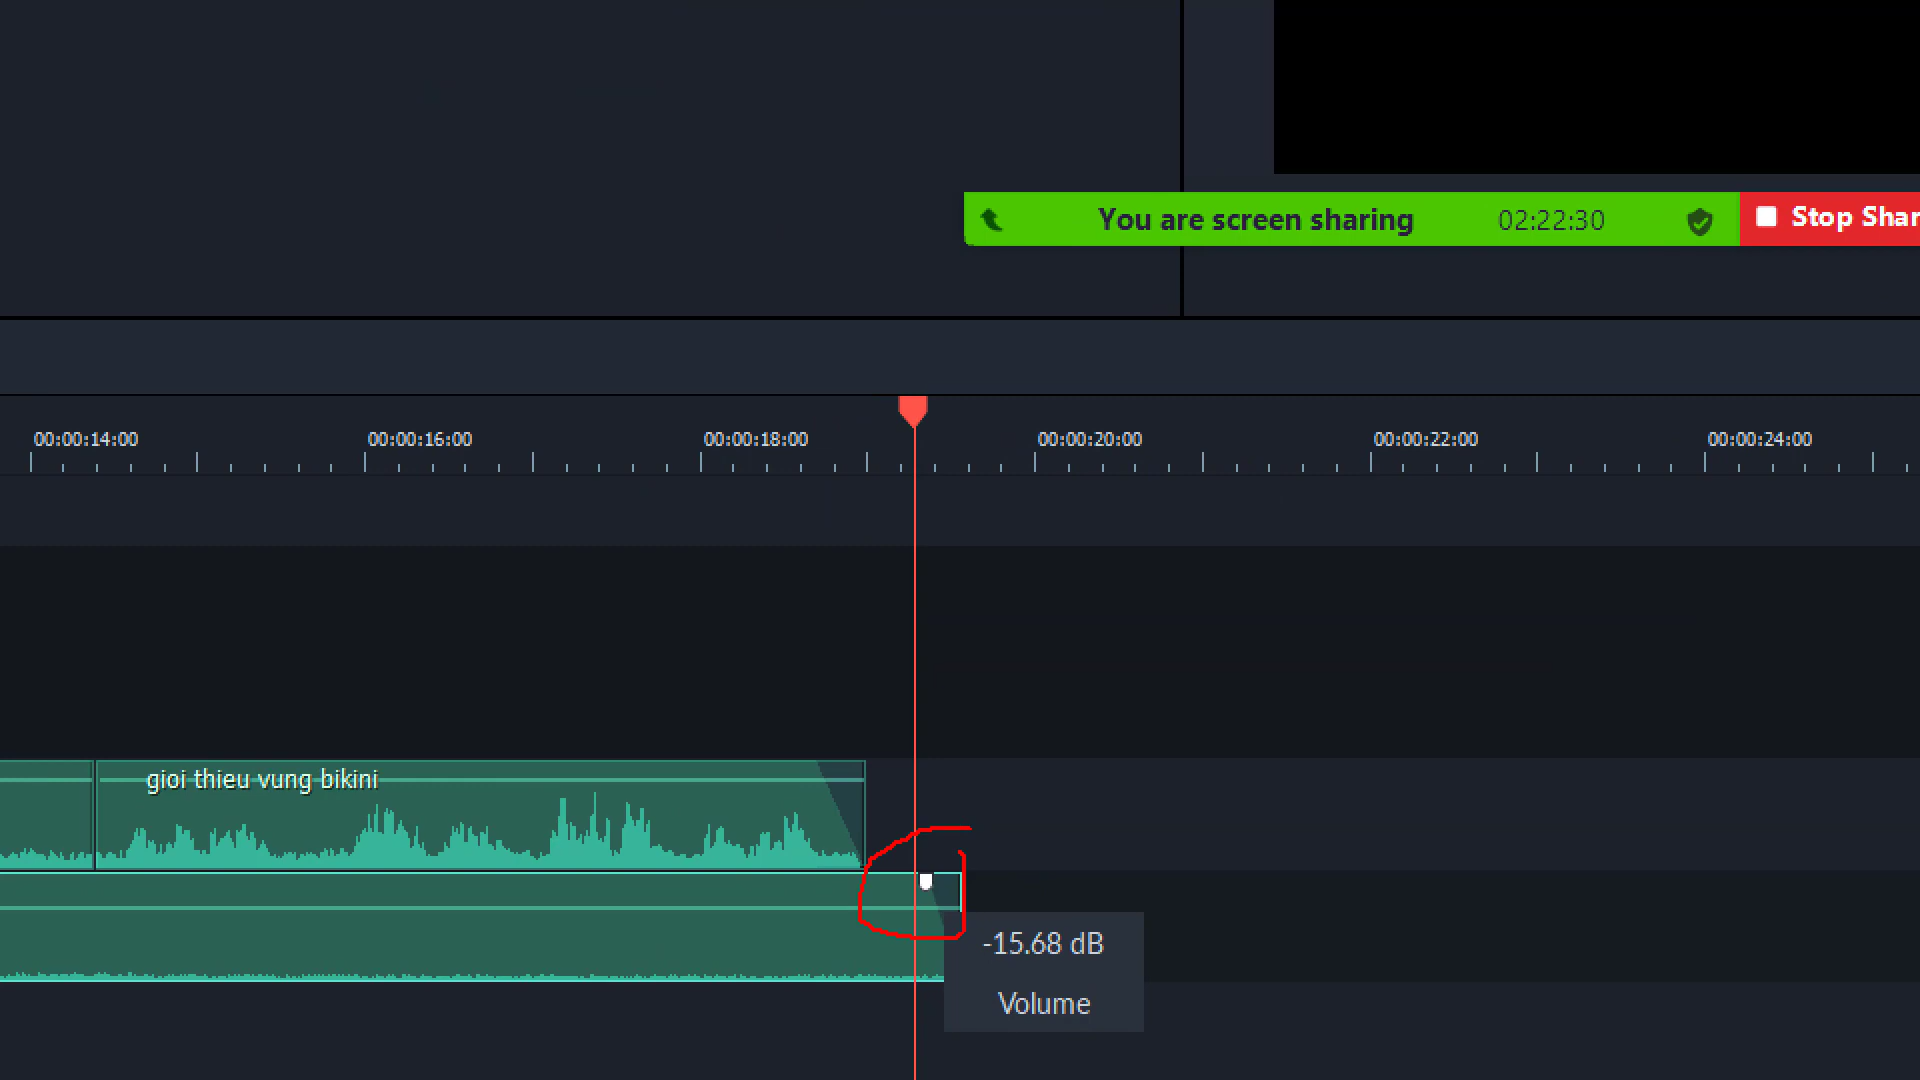 You are screen sharing 02:22:30 Stop Shar
00:00:14:00 00:00:16:00 00:00:18:00 00:00:20:00 00:00:22:00 00:00:24:00
gioi thieu vung bikini
-15.68 dB
Volume